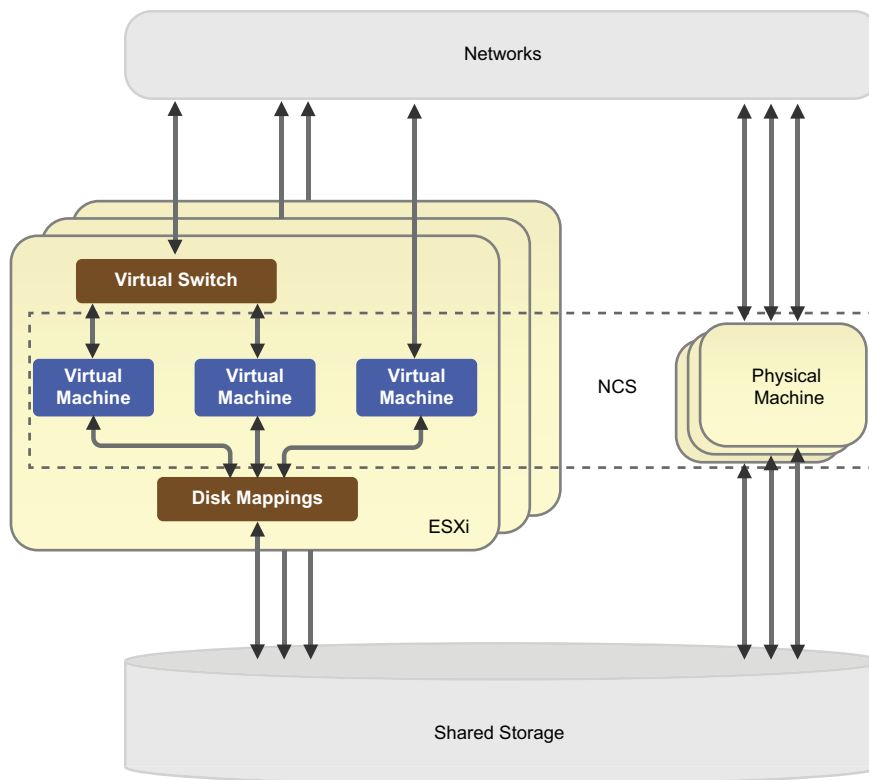 Networks
Virtual Switch
Virtual
Machine
Virtual
Machine
Virtual
Machine
NCS
Physical
Machine
Disk Mappings
ESXi
Shared Storage